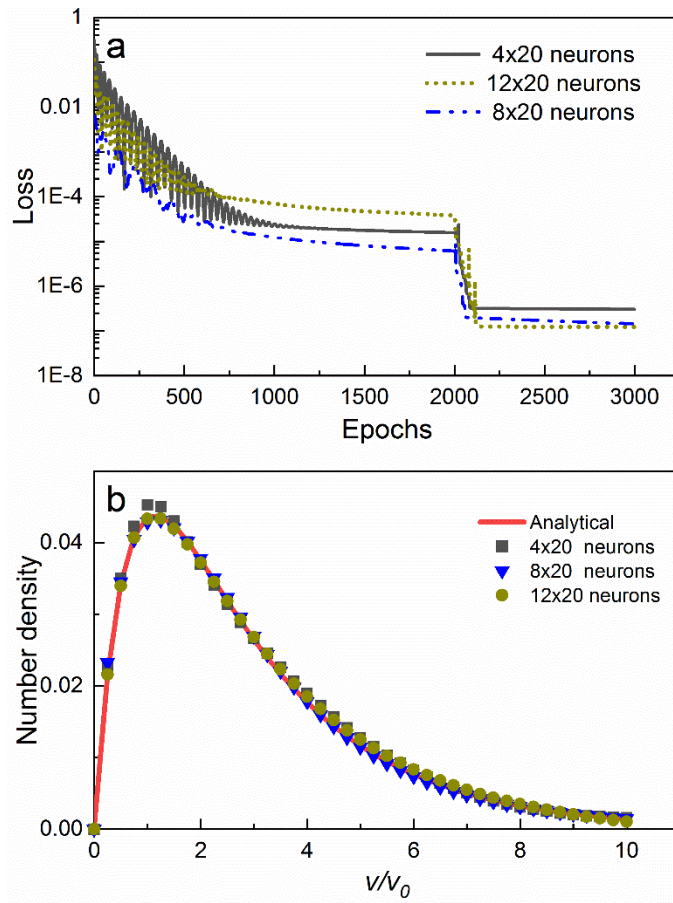 a
4x20 neurons
12x20 neurons
8x20 neurons
Loss
1
0.01
1E-4
1E-6
1E-8
0 500 1000 1500 2000 2500 3000
Epochs
b
Analytical
4x20 neurons
8x20 neurons
12x20 neurons
Number density
0.04
0.02
0.00
0 2 4 6 8 10
v/v0